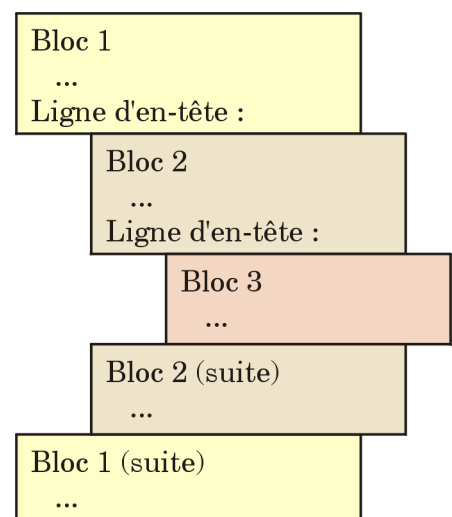 Bloc 1
...
Ligne d'en-tête :
Bloc 2
...
Ligne d'en-tête :
Bloc 3
...
Bloc 2 (suite)
...
Bloc 1 (suite)
...